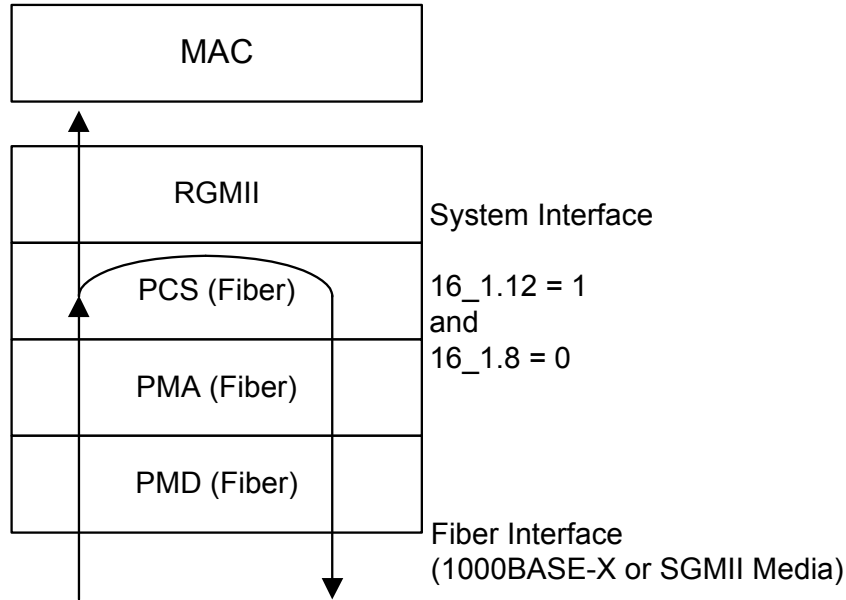 MAC
RGMII
System Interface
PCS (Fiber)
16_1.12 = 1
and
16_1.8 = 0
PMA (Fiber)
PMD (Fiber)
Fiber Interface
(1000BASE-X or SGMII Media)